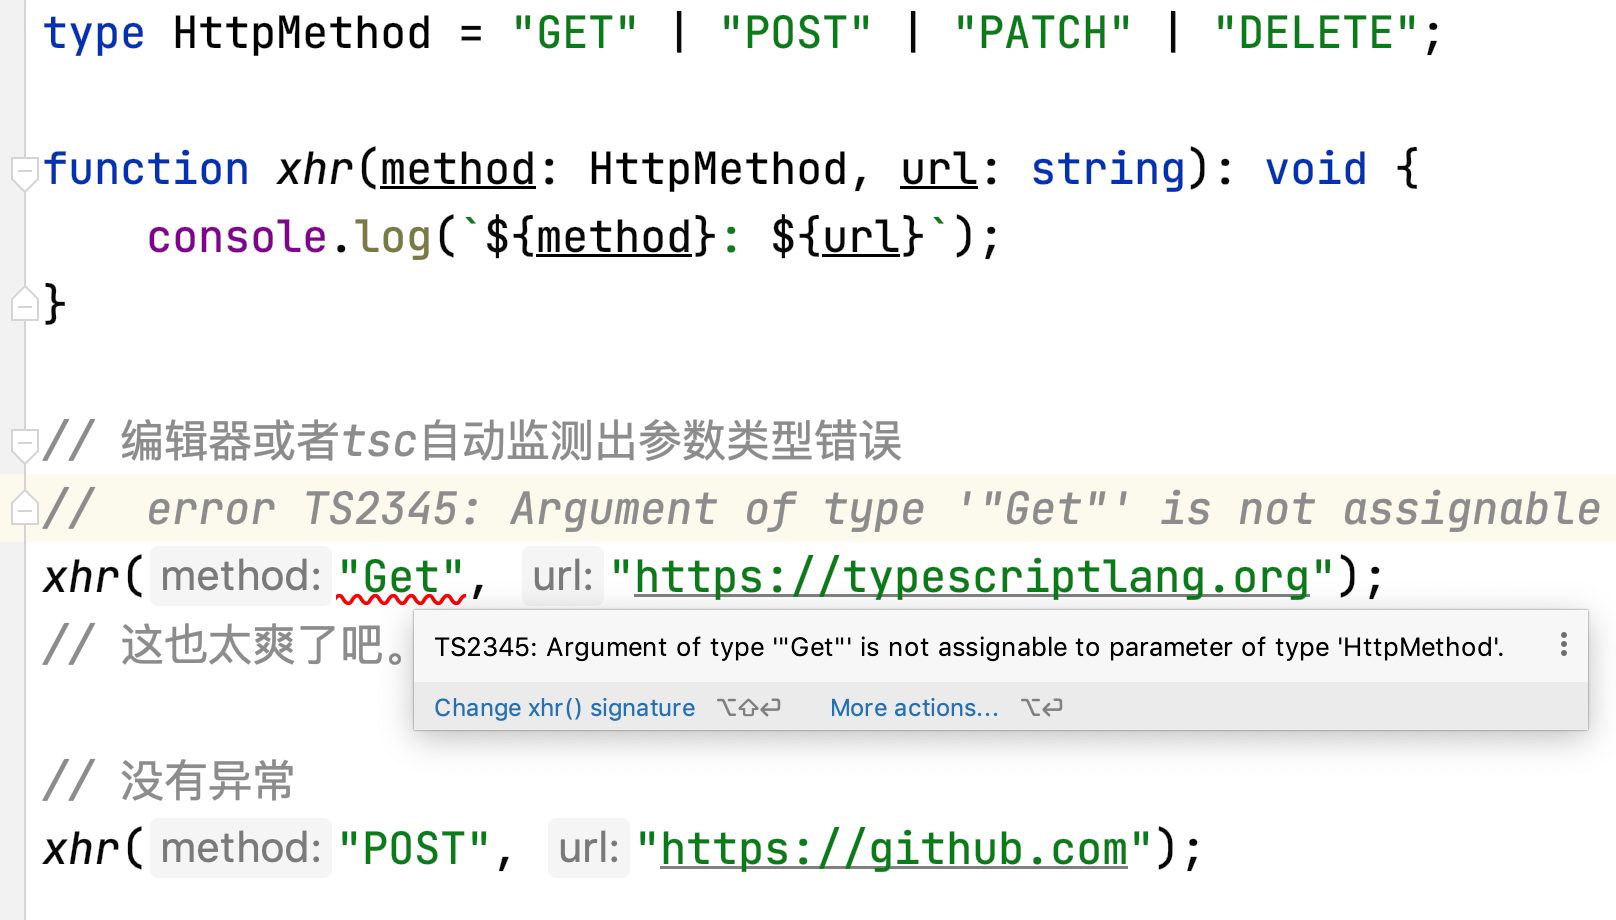 type HttpMethod = "GET" | "POST" | "PATCH" | "DELETE";
function xhr(method: HttpMethod, url: string): void {
console.log(`${method}: ${url}`);
}
// 编辑器或者tsc自动监测出参数类型错误
// error TS2345: Argument of type '"Get"' is not assignable
xhr( method: "Get", url: "https://typescriptlang.org");
// 这也太爽了吧。
TS2345: Argument of type '"Get"' is not assignable to parameter of type 'HttpMethod'.
Change xhr() signature ⌥⇧⏎ More actions... ⌥⏎
// 没有异常
xhr( method: "POST", url: "https://github.com");